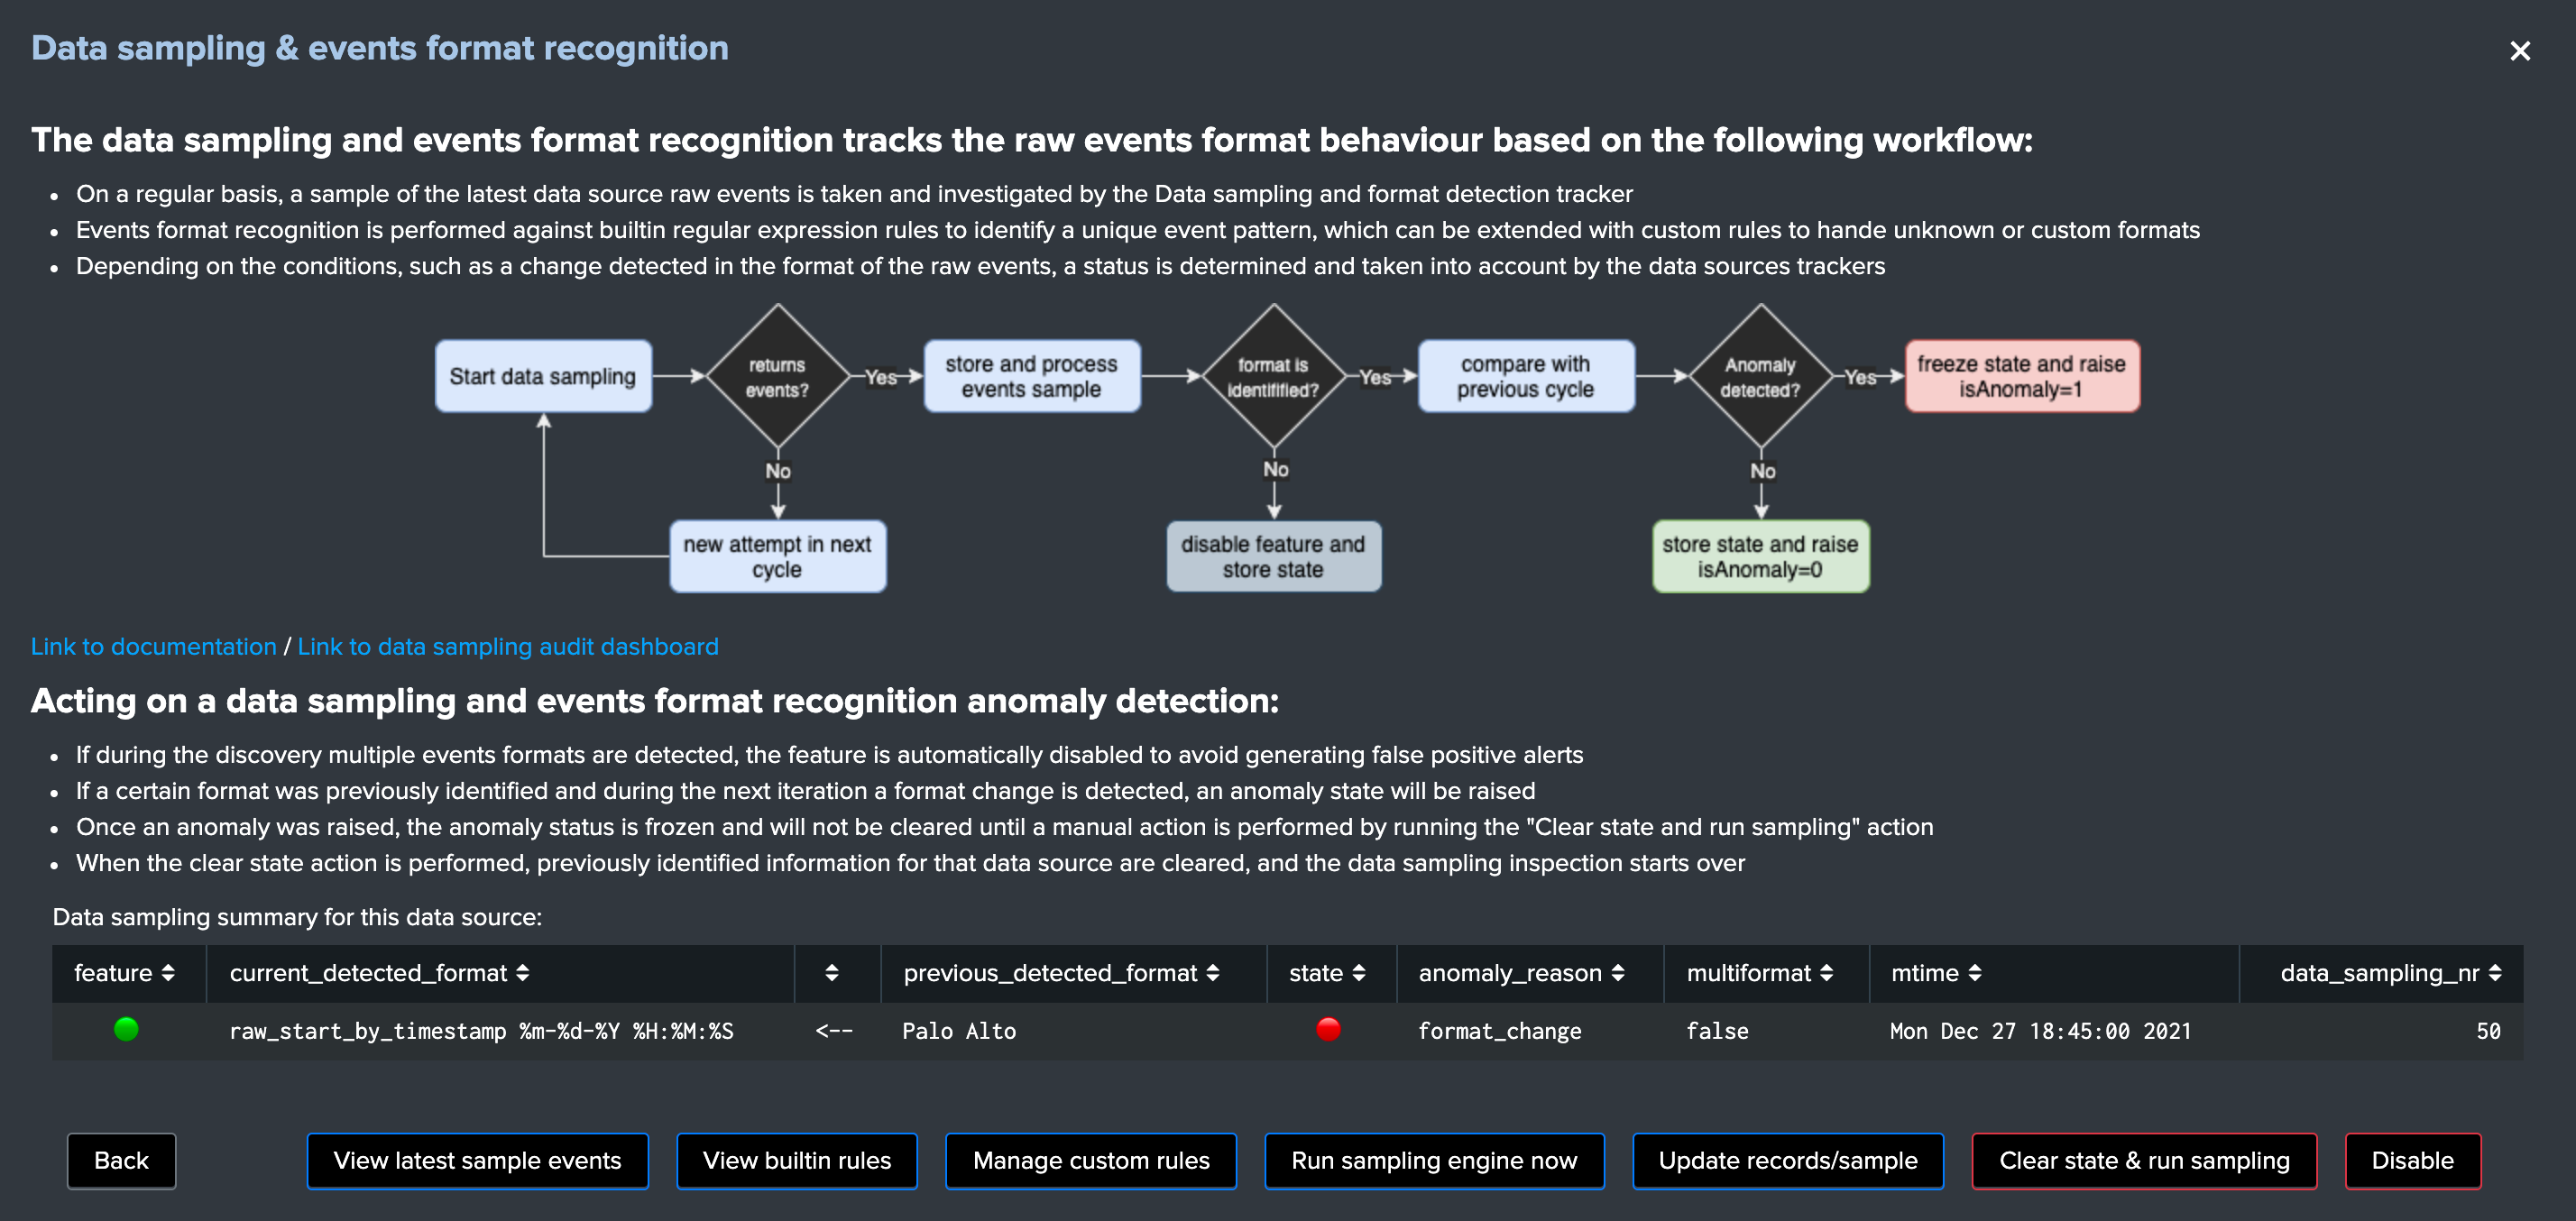 Data sampling & events format recognition
The data sampling and events format recognition tracks the raw events format behaviour based on the following workflow:
On a regular basis, a sample of the latest data source raw events is taken and investigated by the Data sampling and format detection tracker
Events format recognition is performed against builtin regular expression rules to identify a unique event pattern, which can be extended with custom rules to hande unknown or custom formats
Depending on the conditions, such as a change detected in the format of the raw events, a status is determined and taken into account by the data sources trackers
Start data sampling
returns
events?
Yes
store and process
events sample
format is
identitified?
Yes
compare with
previous cycle
Anomaly
detected?
Yes
freeze state and raise
isAnomaly=1
No
No
No
new attempt in next
cycle
disable feature and
store state
store state and raise
isAnomaly=0
Link to documentation / Link to data sampling audit dashboard
Acting on a data sampling and events format recognition anomaly detection:
If during the discovery multiple events formats are detected, the feature is automatically disabled to avoid generating false positive alerts
If a certain format was previously identified and during the next iteration a format change is detected, an anomaly state will be raised
Once an anomaly was raised, the anomaly status is frozen and will not be cleared until a manual action is performed by running the "Clear state and run sampling" action
When the clear state action is performed, previously identified information for that data source are cleared, and the data sampling inspection starts over
Data sampling summary for this data source:
feature current_detected_format previous_detected_format state anomaly_reason multiformat mtime data_sampling_nr
raw_start_by_timestamp %m-%d-%Y %H:%M:%S <-- Palo Alto format_change false Mon Dec 27 18:45:00 2021 50
Back View latest sample events View builtin rules Manage custom rules Run sampling engine now Update records/sample Clear state & run sampling Disable